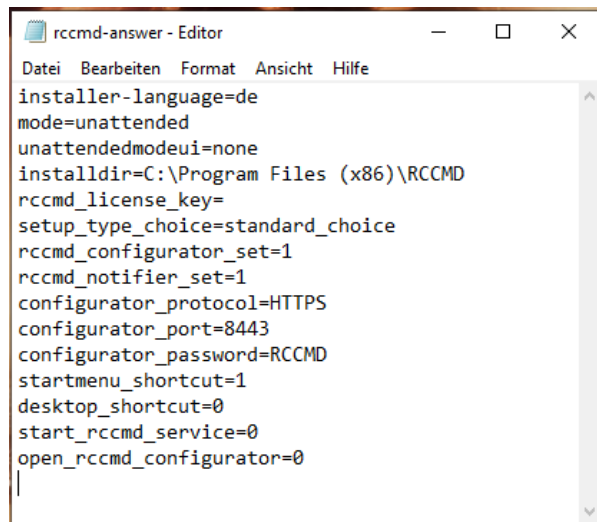 rccmd-answer - Editor
Datei Bearbeiten Format Ansicht Hilfe
installer-language=de
mode=unattended
unattendedmodeui=none
installdir=C:\Program Files (x86)\RCCMD
rccmd_license_key=
setup_type_choice=standard_choice
rccmd_configurator_set=1
rccmd_notifier_set=1
configurator_protocol=HTTPS
configurator_port=8443
configurator_password=RCCMD
startmenu_shortcut=1
desktop_shortcut=0
start_rccmd_service=0
open_rccmd_configurator=0